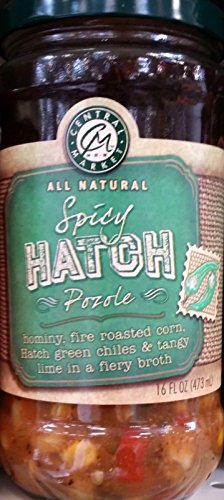 CENTRAL
CM
MARKET
ALL NATURAL
Spicy
HATCH
Pozole
hominy, fire roasted corn,
Hatch green chiles & tangy
lime in a fiery broth
16 FL OZ (473 ml)